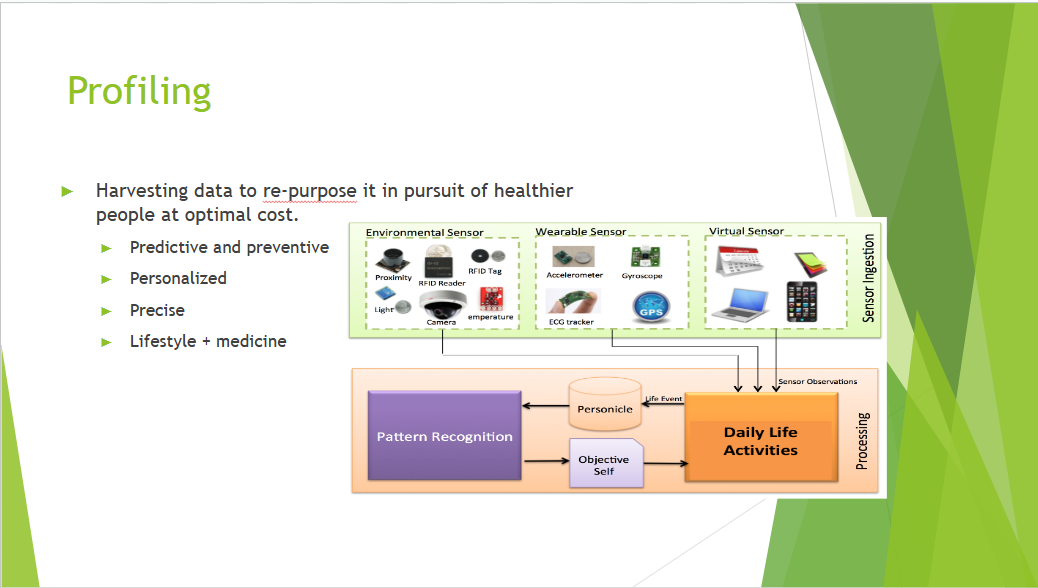 Profiling
Harvesting data to re-purpose it in pursuit of healthier
people at optimal cost.
Predictive and preventive
Personalized
Precise
Lifestyle + medicine
Environmental Sensor
Proximity
RFID Reader
RFID Tag
Light
Camera
emperature
Wearable Sensor
Accelerometer
Gyroscope
ECG tracker
GPS
Virtual Sensor
Sensor Ingestion
Sensor Observations
Pattern Recognition
Personicle
Life Event
Objective
Self
Daily Life
Activities
Processing